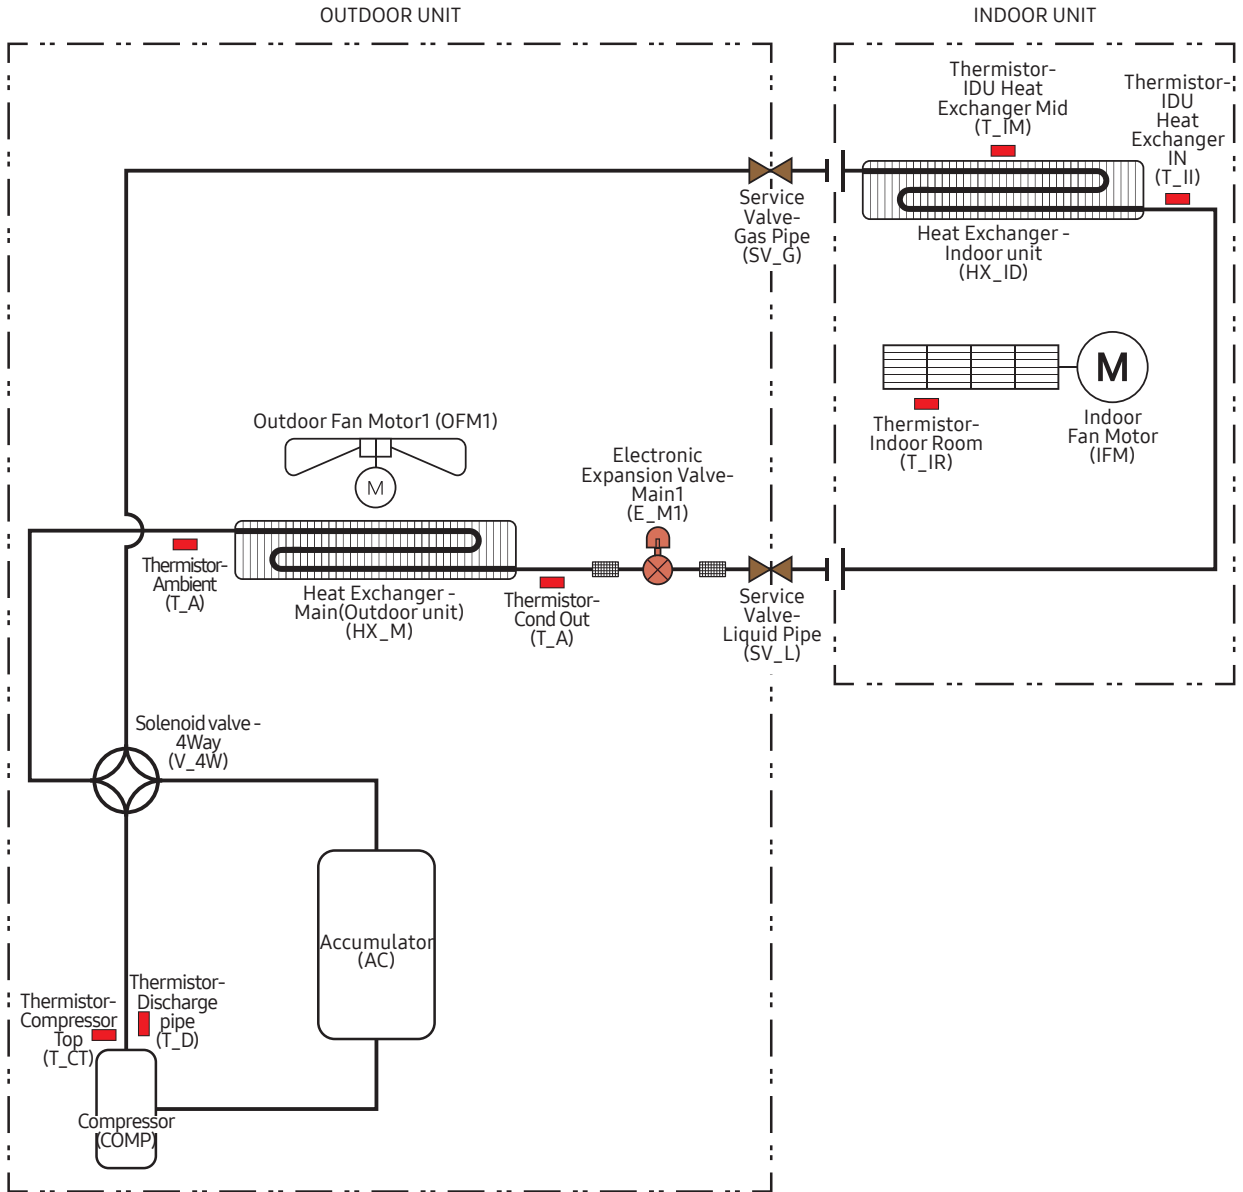 OUTDOOR UNIT
INDOOR UNIT
Thermistor-
IDU Heat
Exchanger Mid
(T_IM)
Thermistor-
IDU
Heat
Exchanger
IN
(T_II)
Service
Valve-
Gas Pipe
(SV_G)
Heat Exchanger -
Indoor unit
(HX_ID)
M
Thermistor-
Indoor Room
(T_IR)
Indoor
Fan Motor
(IFM)
Outdoor Fan Motor1 (OFM1)
M
Electronic
Expansion Valve-
Main1
(E_M1)
Thermistor-
Ambient
(T_A)
Heat Exchanger -
Main(Outdoor unit)
(HX_M)
Thermistor-
Cond Out
(T_A)
Service
Valve-
Liquid Pipe
(SV_L)
Solenoid valve -
4Way
(V_4W)
Accumulator
(AC)
Thermistor-
Compressor
Top
(T_CT)
Thermistor-
Discharge
pipe
(T_D)
Compressor
(COMP)